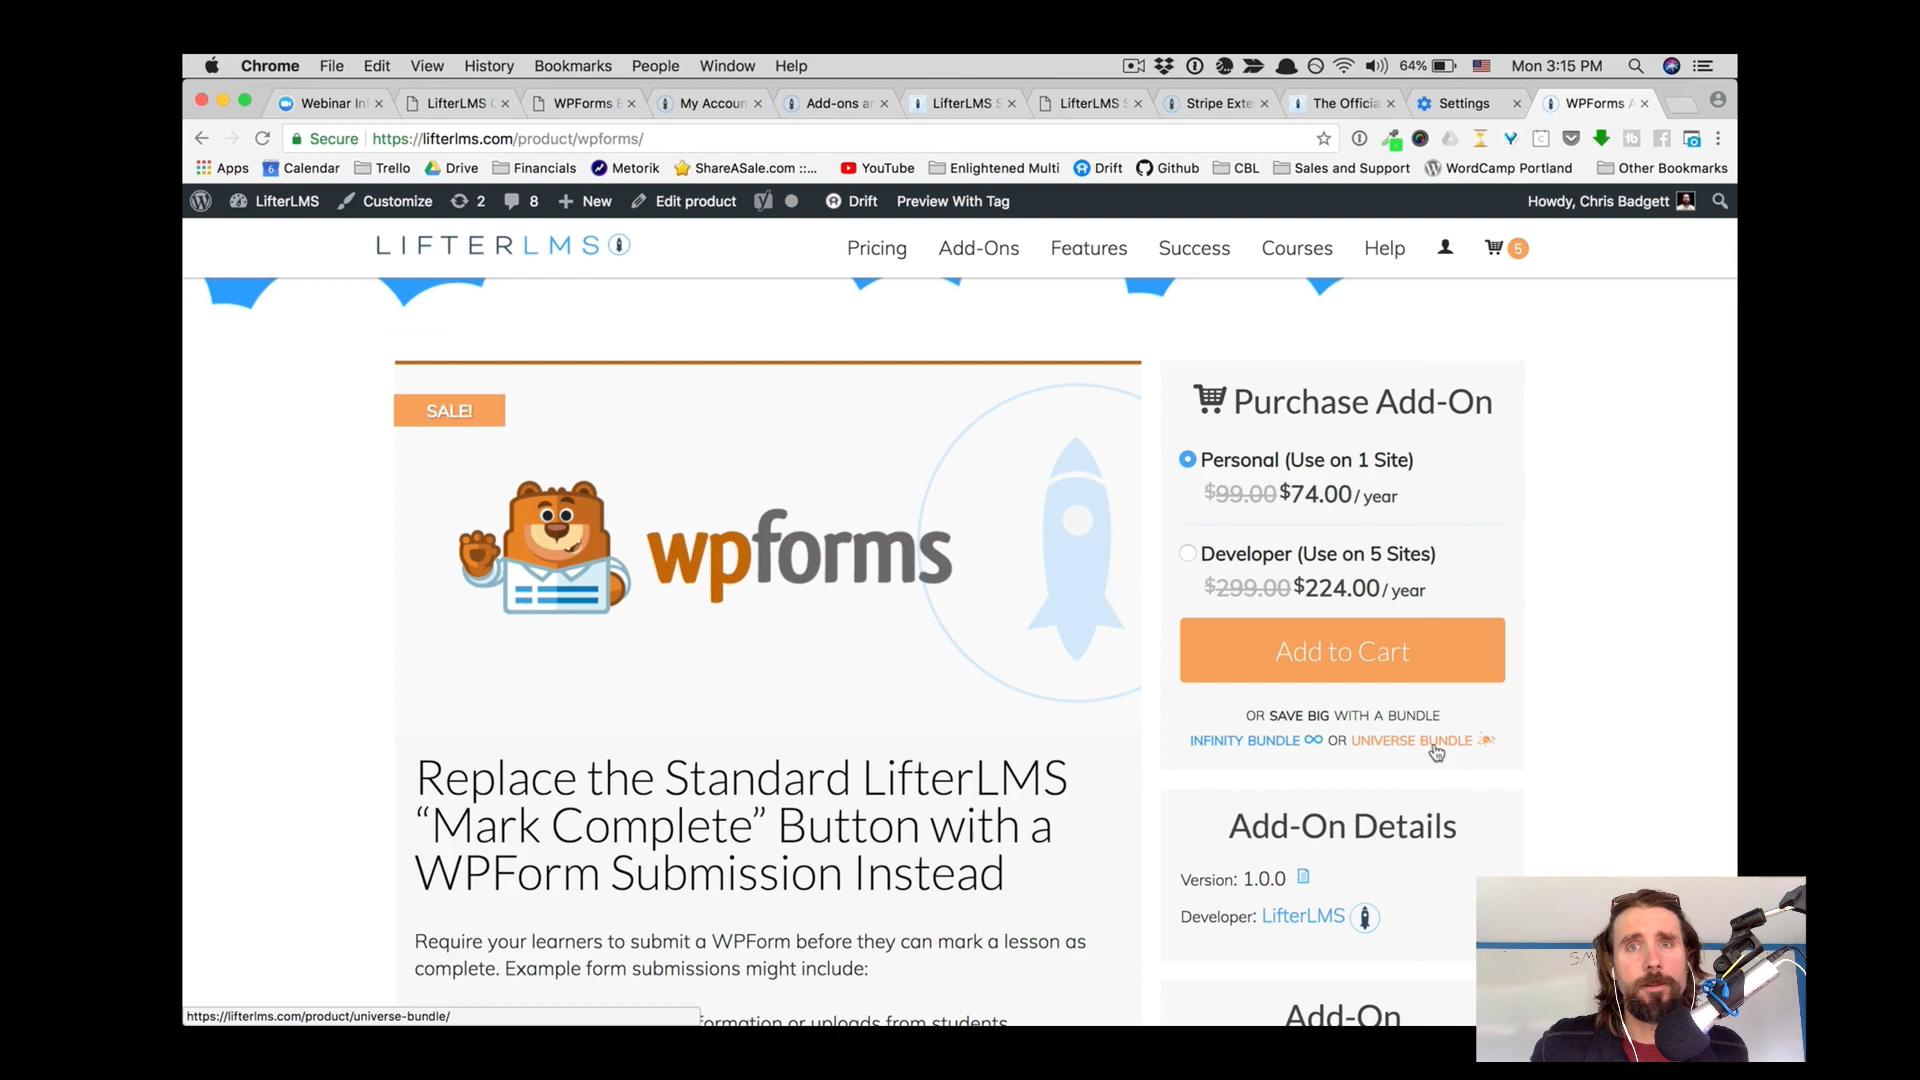 Chrome File Edit View History Bookmarks People Window Help 64% Mon 3:15 PM
Webinar In LifterLMS C WPForms E My Accoun Add-ons a LifterLMS S LifterLMS S Stripe Exte The Officia Settings WPForms A
Secure https://lifterlms.com/product/wpforms/
Apps 6 Calendar Trello Drive Financials Metorik ShareASale.com ::... YouTube Enlightened Multi Drift Github CBL Sales and Support WordCamp Portland Other Bookmarks
LifterLMS Customize 2 8 New Edit product Drift Preview With Tag Howdy, Chris Badgett
LIFTERLMS Pricing Add-Ons Features Success Courses Help 5
SALE!
wpforms
Replace the Standard LifterLMS
“Mark Complete” Button with a
WPForm Submission Instead
Require your learners to submit a WPForm before they can mark a lesson as
complete. Example form submissions might include:
formation or uploads from students
Purchase Add-On
Personal (Use on 1 Site)
$99.00 $74.00 / year
Developer (Use on 5 Sites)
$299.00 $224.00 / year
Add to Cart
OR SAVE BIG WITH A BUNDLE
INFINITY BUNDLE OR UNIVERSE BUNDLE
Add-On Details
Version: 1.0.0
Developer: LifterLMS
Add-On
https://lifterlms.com/product/universe-bundle/